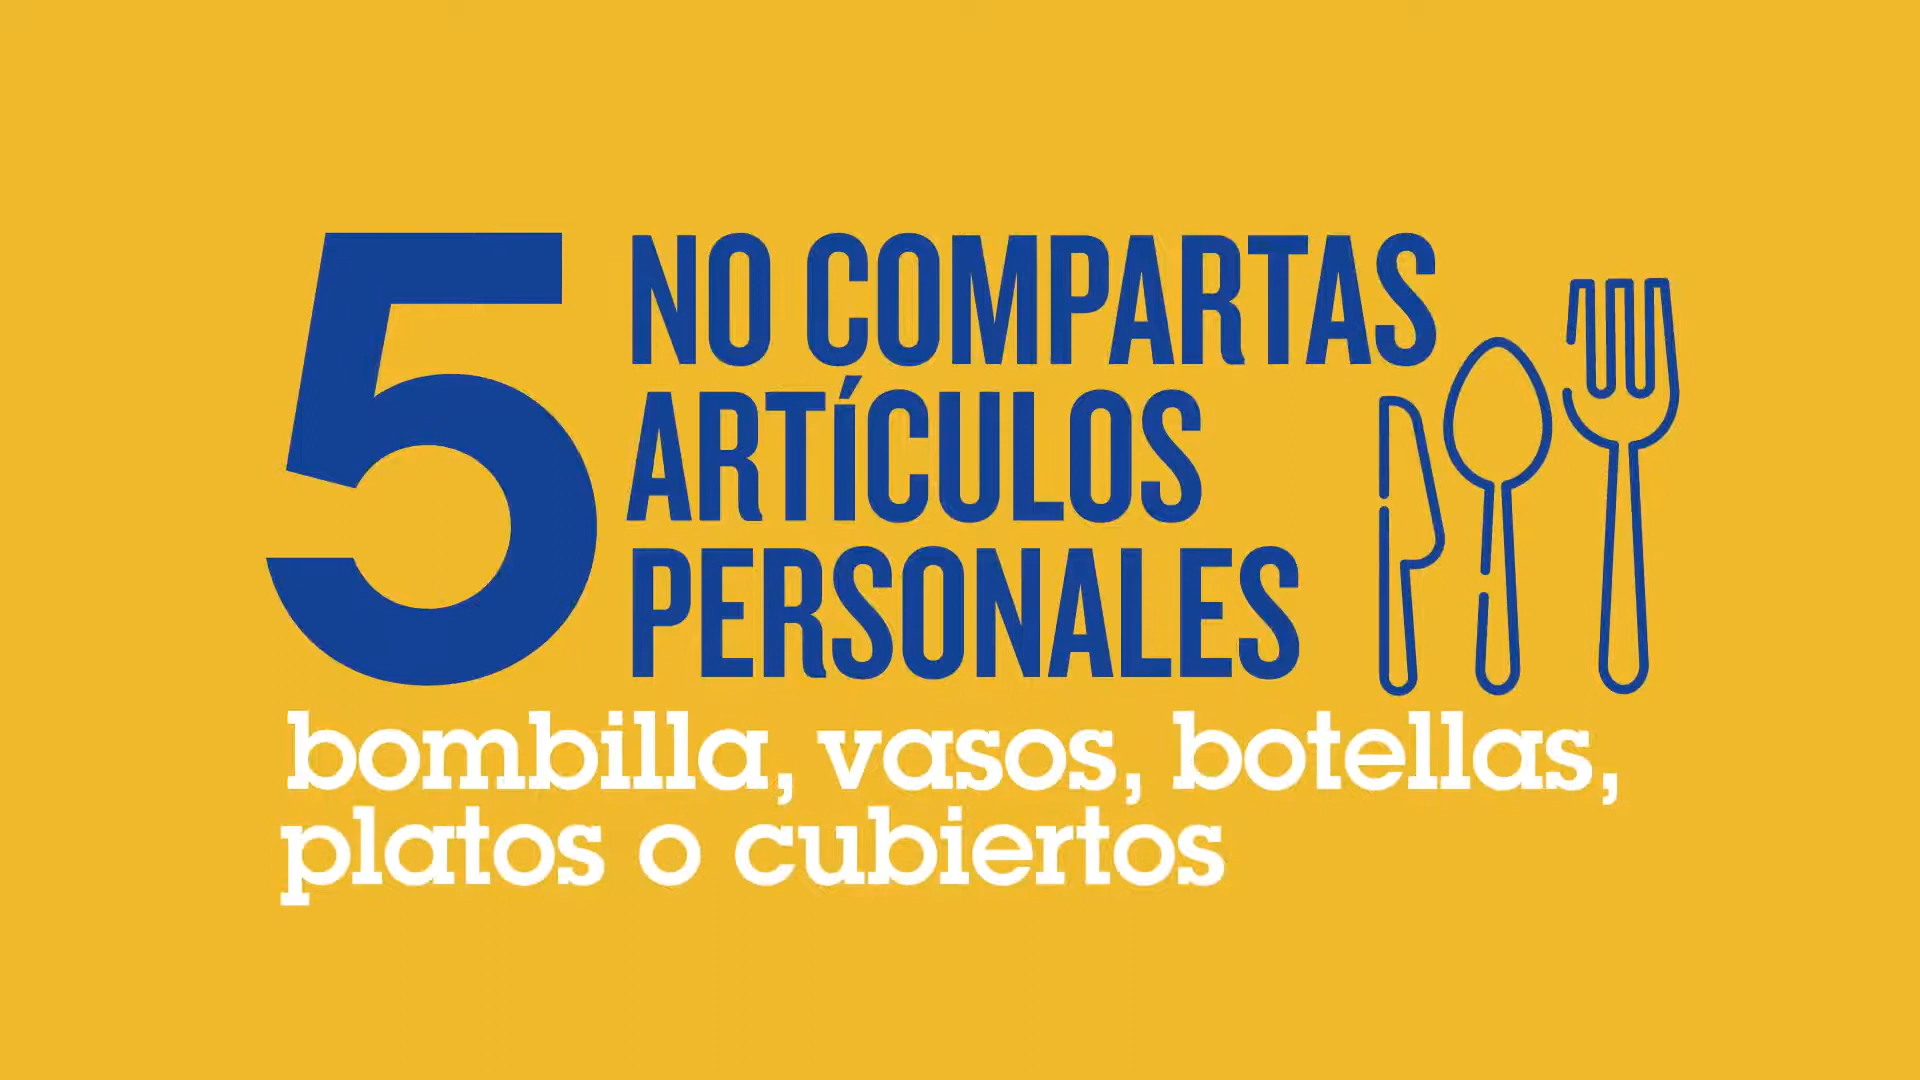 5
NO COMPARTAS
ARTÍCULOS
PERSONALES
bombilla, vasos, botellas,
platos o cubiertos